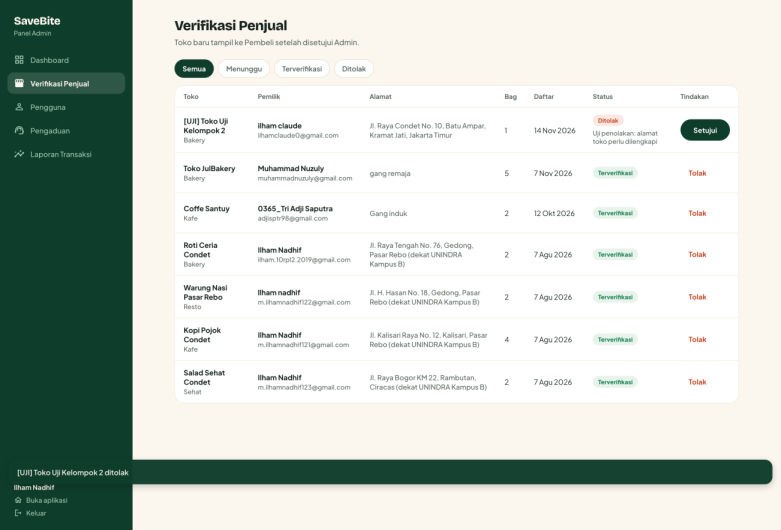 SaveBite
Panel Admin
Dashboard
Verifikasi Penjual
Pengguna
Pengaduan
Laporan Transaksi
Verifikasi Penjual
Toko baru tampil ke Pembeli setelah disetujui Admin.
Semua Menunggu Terverifikasi Ditolak
Toko Pemilik Alamat Bag Daftar Status Tindakan
[UJI] Toko Uji
Kelompok 2
Bakery
ilham claude
ilhamclaude0@gmail.com
Jl. Raya Condet No. 10, Batu Ampar,
Kramat Jati, Jakarta Timur
1
14 Nov 2026
Ditolak
Uji penolakan: alamat
toko perlu dilengkapi
Setujui
Toko JulBakery
Bakery
Muhammad Nuzuly
muhammadnuzuly@gmail.com
gang remaja
5
7 Nov 2026
Terverifikasi
Tolak
Coffe Santuy
Kafe
0365_Tri Adji Saputra
adjisptr98@gmail.com
Gang induk
2
12 Okt 2026
Terverifikasi
Tolak
Roti Ceria
Condet
Bakery
Ilham Nadhif
ilham.10rpl2.2019@gmail.com
Jl. Raya Tengah No. 76, Gedong,
Pasar Rebo (dekat UNINDRA
Kampus B)
2
7 Agu 2026
Terverifikasi
Tolak
Warung Nasi
Pasar Rebo
Resto
Ilham nadhif
m.ilhamnadhif122@gmail.com
Jl. H. Hasan No. 18, Gedong, Pasar
Rebo (dekat UNINDRA Kampus B)
2
7 Agu 2026
Terverifikasi
Tolak
Kopi Pojok
Condet
Kafe
Ilham Nadhif
m.ilhamnadhif121@gmail.com
Jl. Kalisari Raya No. 12, Kalisari, Pasar
Rebo (dekat UNINDRA Kampus B)
4
7 Agu 2026
Terverifikasi
Tolak
Salad Sehat
Condet
Sehat
Ilham Nadhif
m.ilhamnadhif123@gmail.com
Jl. Raya Bogor KM 22, Rambutan,
Ciracas (dekat UNINDRA Kampus B)
2
7 Agu 2026
Terverifikasi
Tolak
[UJI] Toko Uji Kelompok 2 ditolak
Ilham Nadhif
Buka aplikasi
Keluar